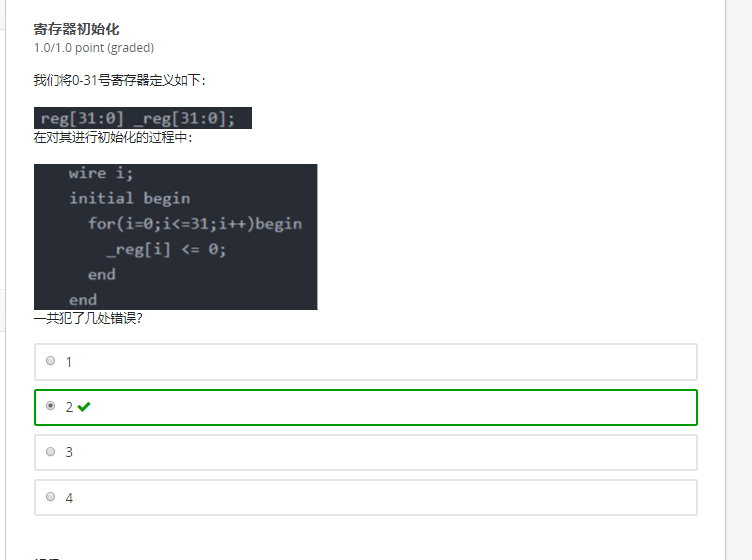 寄存器初始化
1.0/1.0 point (graded)
我们将0-31号寄存器定义如下:
reg[31:0] _reg[31:0];
在对其进行初始化的过程中:
wire i;
initial begin
for(i=0;i<=31;i++)begin
_reg[i] <= 0;
end
end
一共犯了几处错误?
1
2
3
4